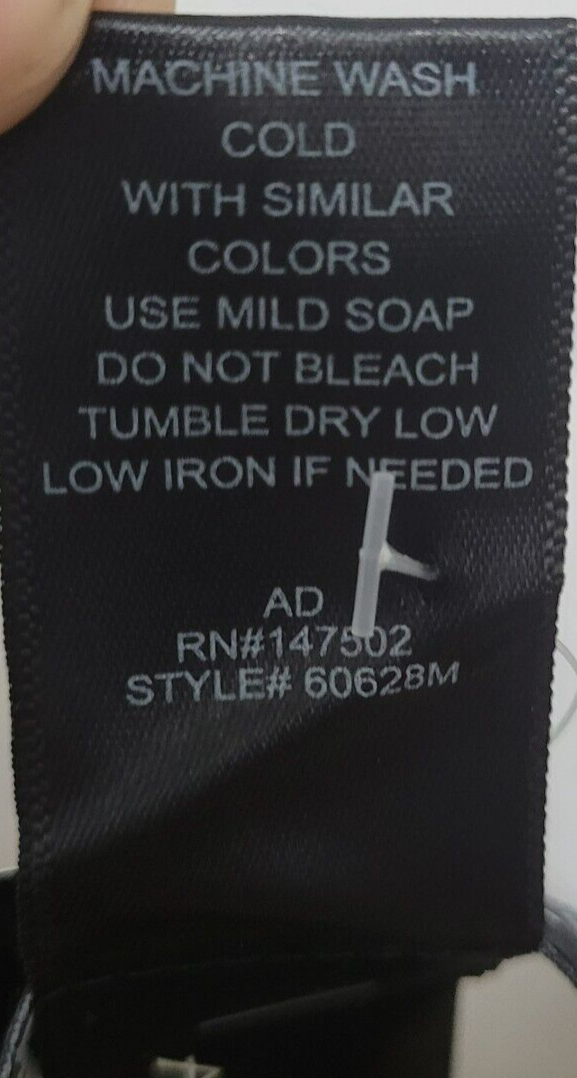 MACHINE WASH
COLD
WITH SIMILAR
COLORS
USE MILD SOAP
DO NOT BLEACH
TUMBLE DRY LOW
LOW IRON IF NEEDED
AD
RN#147502
STYLE# 60628M